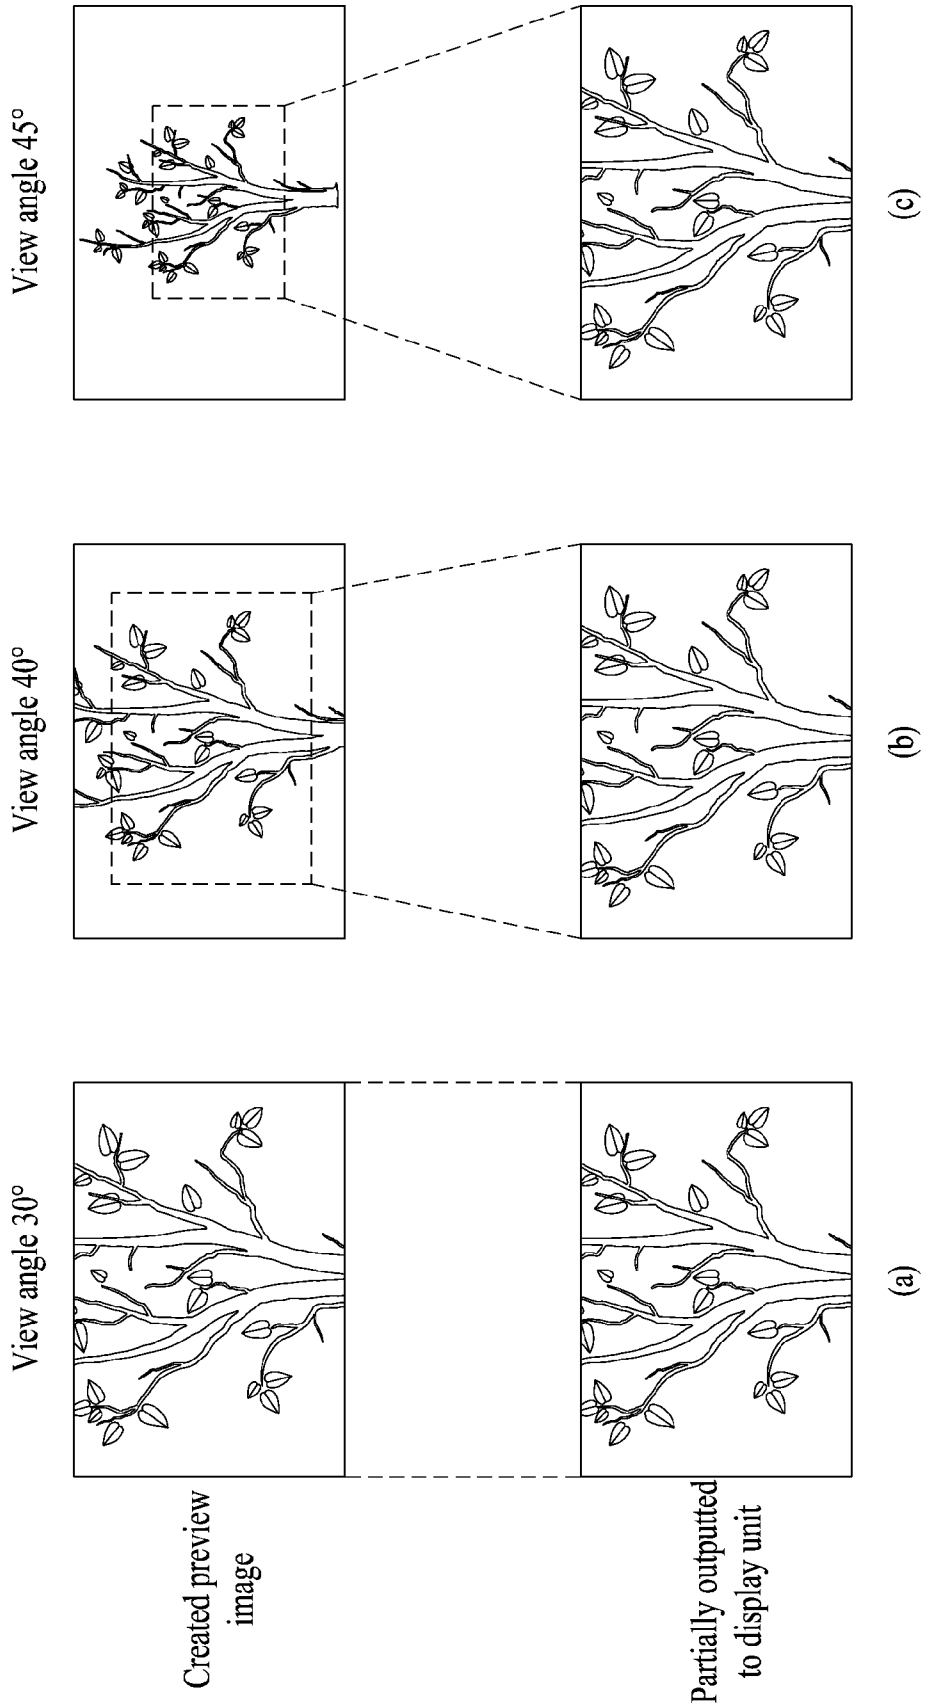 View angle 30°
View angle 40°
View angle 45°
Created preview
image
Partially outputted
to display unit
(a)
(b)
(c)